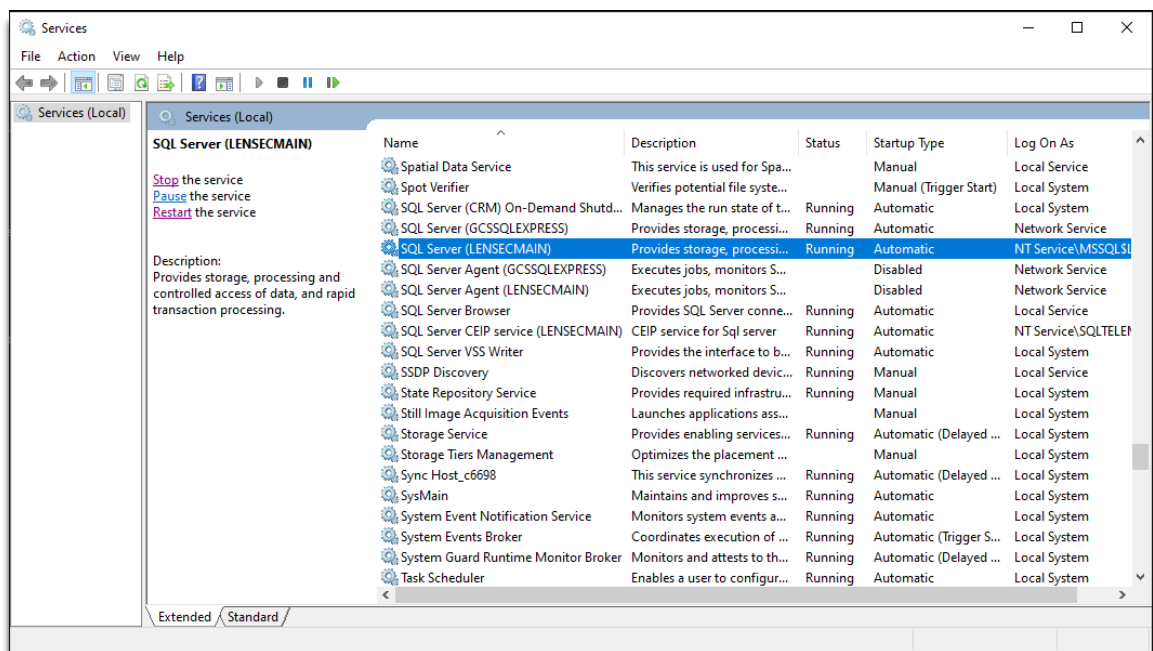 Services
File Action View Help
Services (Local)
Services (Local)
SQL Server (LENSECMAIN)
Stop the service
Pause the service
Restart the service
Description:
Provides storage, processing and
controlled access of data, and rapid
transaction processing.
Name Description Status Startup Type Log On As
Spatial Data Service This service is used for Spa... Manual Local Service
Spot Verifier Verifies potential file syste... Manual (Trigger Start) Local System
SQL Server (CRM) On-Demand Shutd... Manages the run state of t... Running Automatic Local System
SQL Server (GCSSQLEXPRESS) Provides storage, processi... Running Automatic Network Service
SQL Server (LENSECMAIN) Provides storage, processi... Running Automatic NT Service\MSSQL$L
SQL Server Agent (GCSSQLEXPRESS) Executes jobs, monitors S... Disabled Network Service
SQL Server Agent (LENSECMAIN) Executes jobs, monitors S... Disabled Network Service
SQL Server Browser Provides SQL Server conne... Running Automatic Local Service
SQL Server CEIP service (LENSECMAIN) CEIP service for Sql server Running Automatic NT Service\SQLTELEM
SQL Server VSS Writer Provides the interface to b... Running Automatic Local System
SSDP Discovery Discovers networked devic... Running Manual Local Service
State Repository Service Provides required infrastru... Running Manual Local System
Still Image Acquisition Events Launches applications ass... Manual Local System
Storage Service Provides enabling services... Running Automatic (Delayed ... Local System
Storage Tiers Management Optimizes the placement ... Manual Local System
Sync Host_c6698 This service synchronizes ... Running Automatic (Delayed ... Local System
SysMain Maintains and improves s... Running Automatic Local System
System Event Notification Service Monitors system events a... Running Automatic Local System
System Events Broker Coordinates execution of ... Running Automatic (Trigger S... Local System
System Guard Runtime Monitor Broker Monitors and attests to th... Running Automatic (Delayed ... Local System
Task Scheduler Enables a user to configur... Running Automatic Local System
Extended Standard